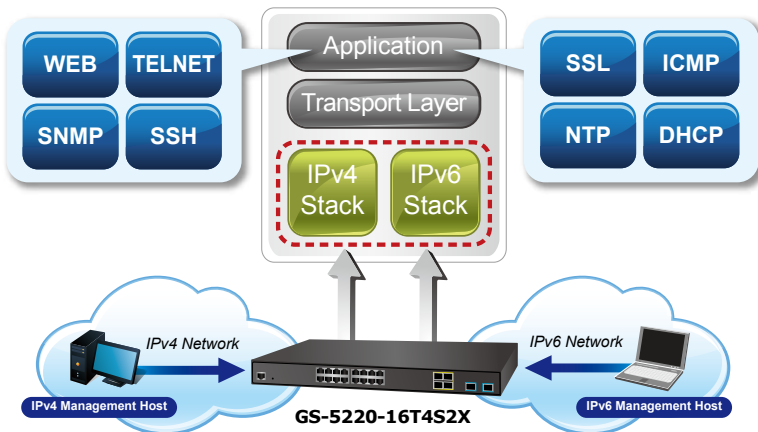 WEB
TELNET
SNMP
SSH
Application
Transport Layer
IPv4
Stack
IPv6
Stack
SSL
ICMP
NTP
DHCP
IPv4 Network
IPv6 Network
IPv4 Management Host
IPv6 Management Host
GS-5220-16T4S2X